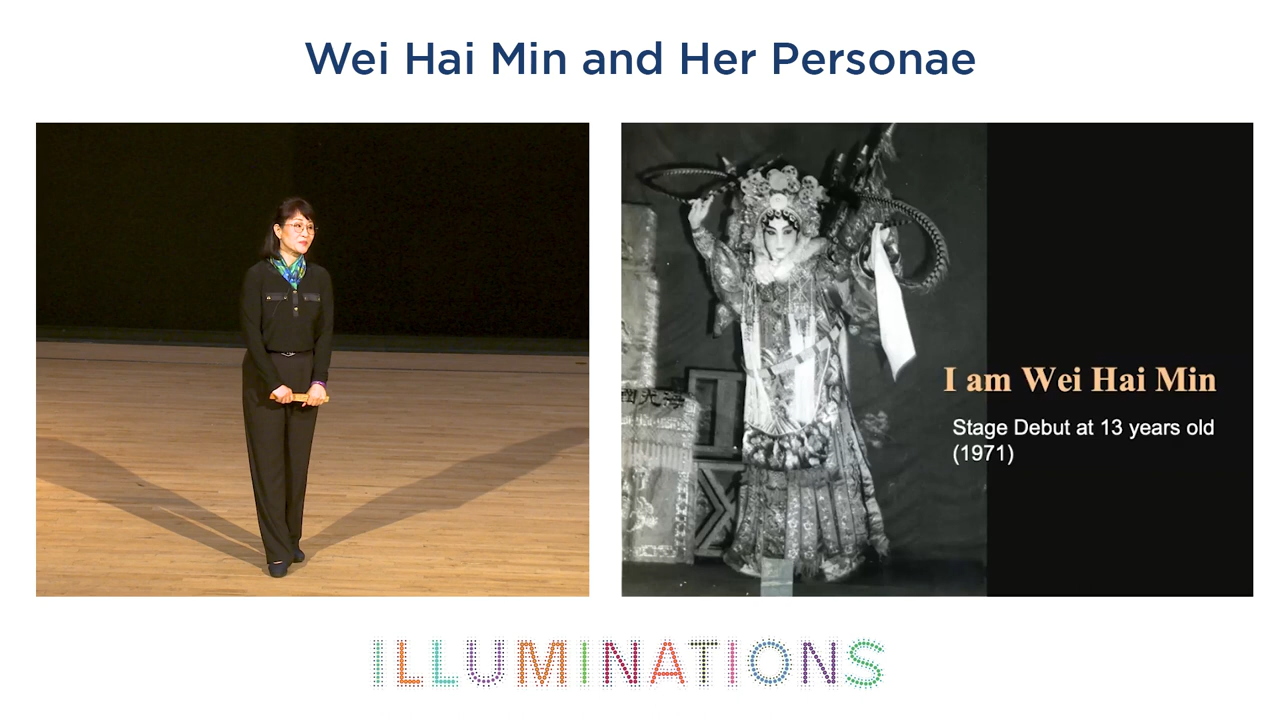 Wei Hai Min and Her Personae
I am Wei Hai Min
Stage Debut at 13 years old
(1971)
ILLUMINATIONS